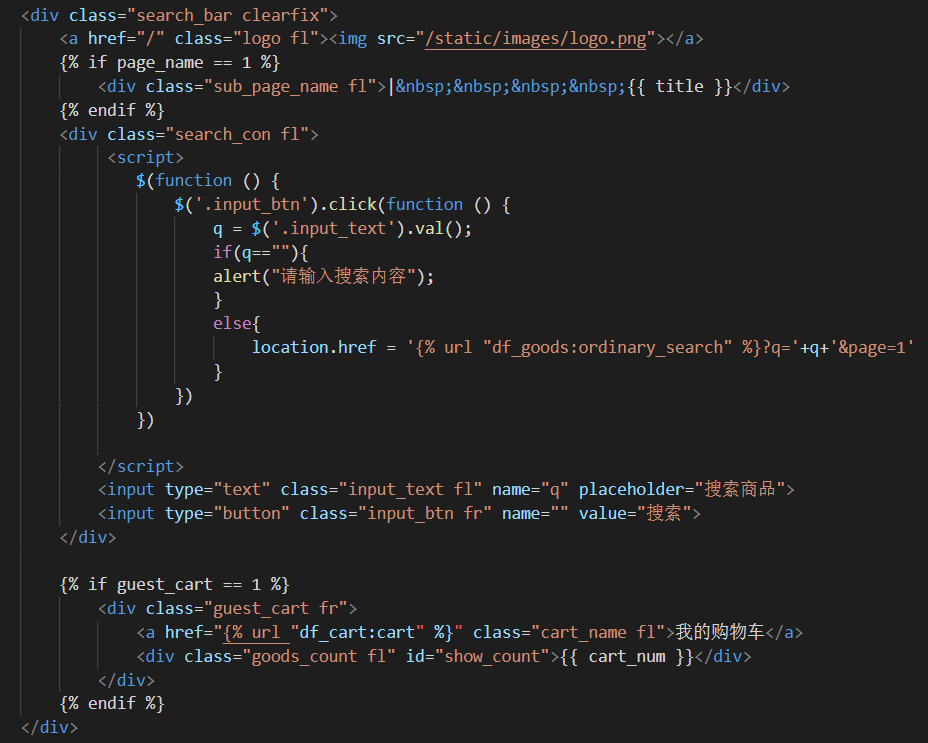 <div class="search_bar clearfix">
<a href="/" class="logo fl"><img src="/static/images/logo.png"></a>
{% if page_name == 1 %}
<div class="sub_page_name fl">|&nbsp;&nbsp;&nbsp;&nbsp;{{ title }}</div>
{% endif %}
<div class="search_con fl">
<script>
$(function () {
$('.input_btn').click(function () {
q = $('.input_text').val();
if(q==""){
alert("请输入搜索内容");
}
else{
location.href = '{% url "df_goods:ordinary_search" %}?q='+q+'&page=1'
}
})
})
</script>
<input type="text" class="input_text fl" name="q" placeholder="搜索商品">
<input type="button" class="input_btn fr" name="" value="搜索">
</div>
{% if guest_cart == 1 %}
<div class="guest_cart fr">
<a href="{% url "df_cart:cart" %}" class="cart_name fl">我的购物车</a>
<div class="goods_count fl" id="show_count">{{ cart_num }}</div>
</div>
{% endif %}
</div>